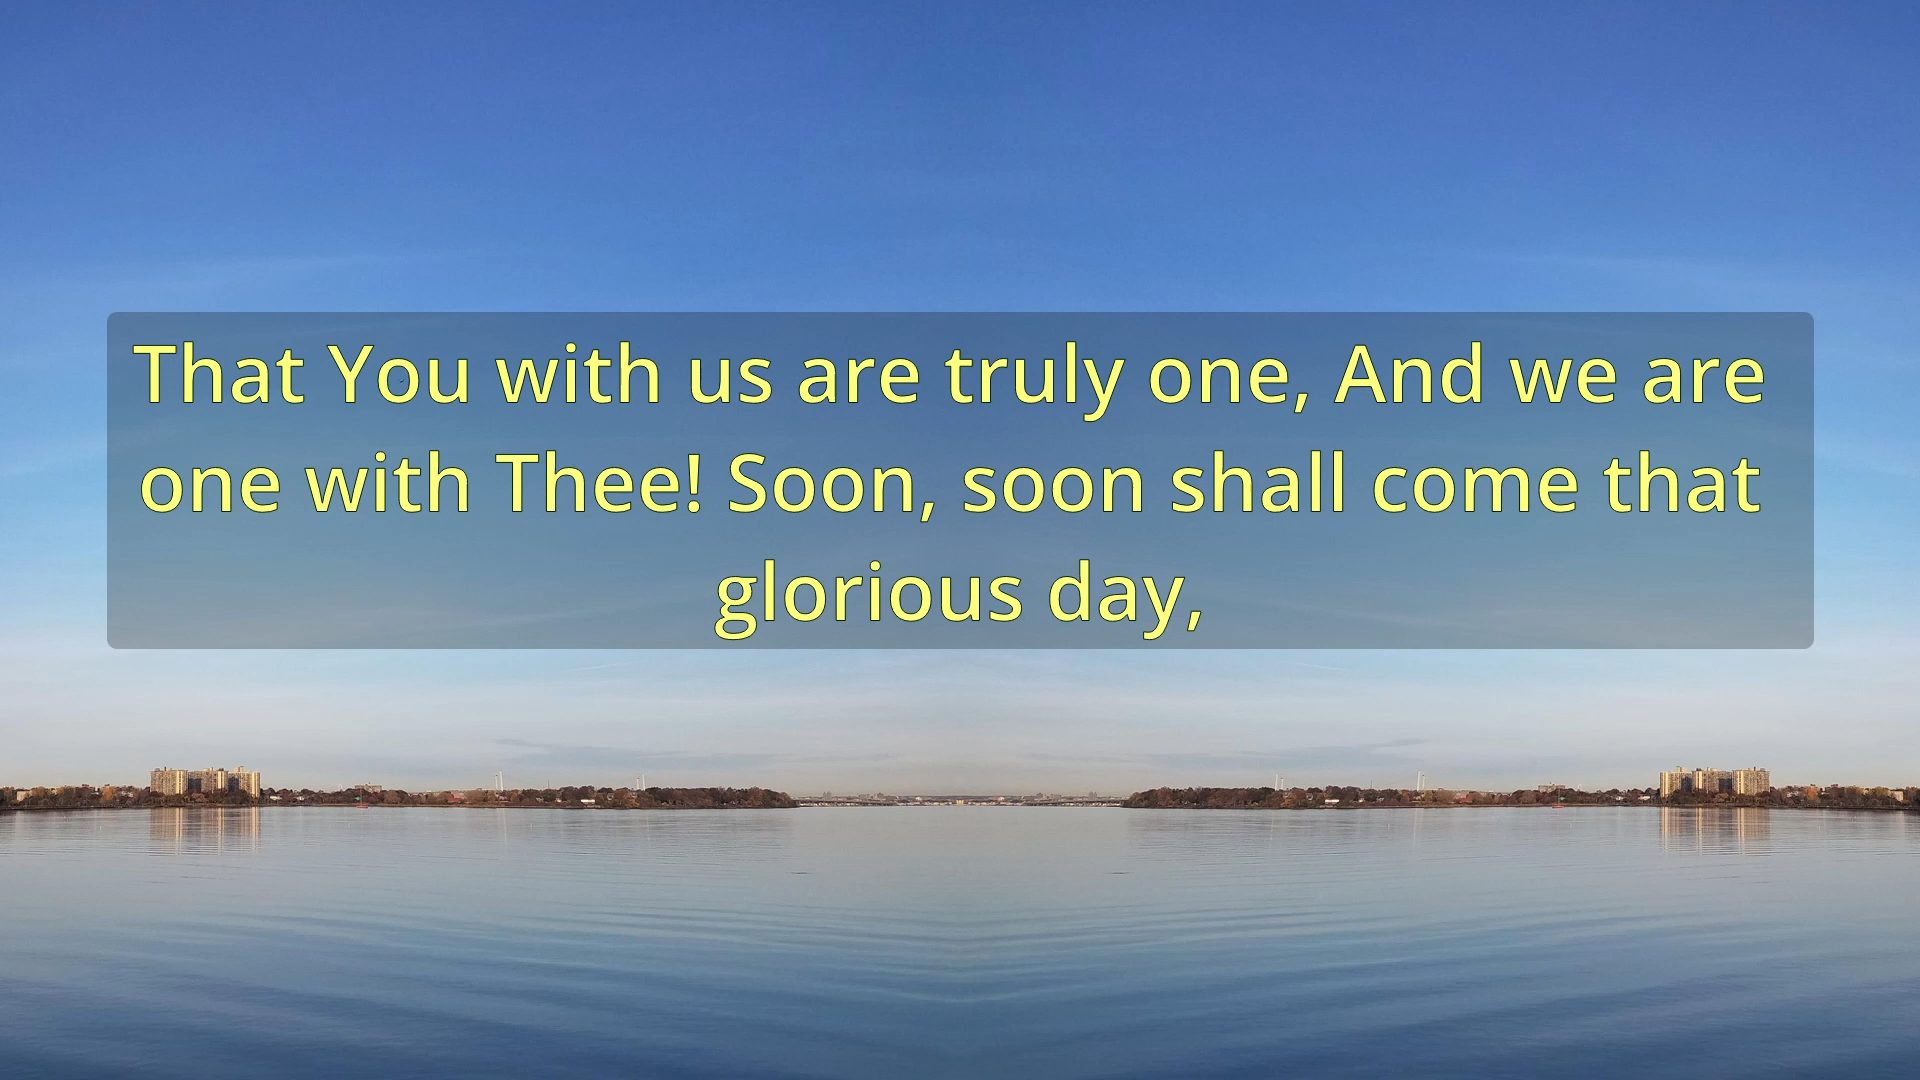 That You with us are truly one, And we are
one with Thee! Soon, soon shall come that
glorious day,